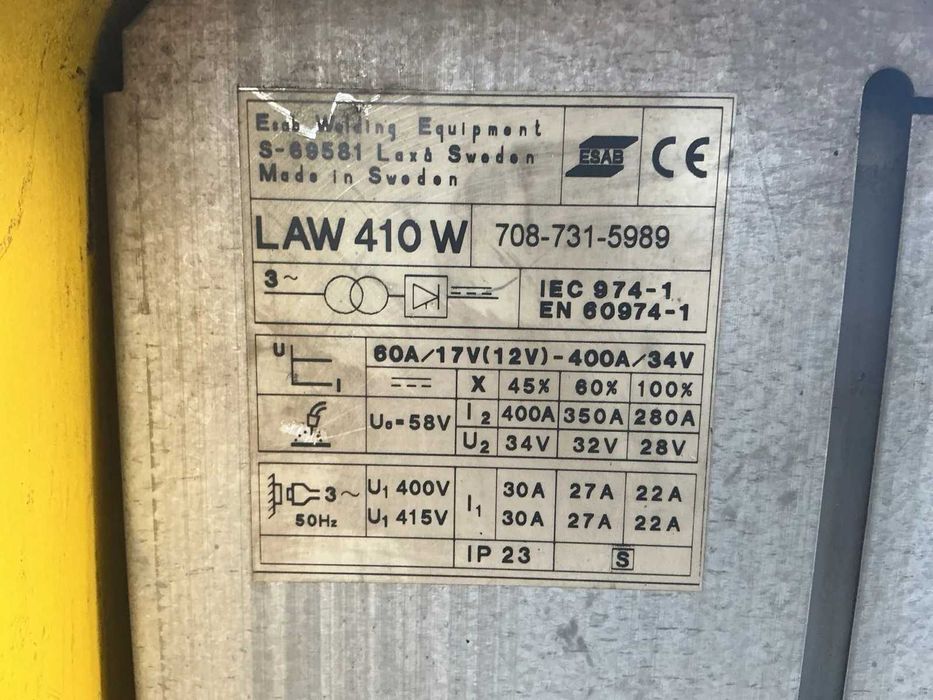 Esab Welding Equipment
S-69581 Laxå Sweden
Made in Sweden
ESAB
CE
LAW 410 W
708-731-5989
3~
IEC 974-1
EN 60974-1
U
I
60A/17V(12V)-400A/34V
X 45% 60% 100%
U₀=58V
I₂ 400A 350A 280A
U₂ 34V 32V 28V
3~
50Hz
U₁ 400V
U₁ 415V
I₁
30A 27A 22A
30A 27A 22A
IP 23
S